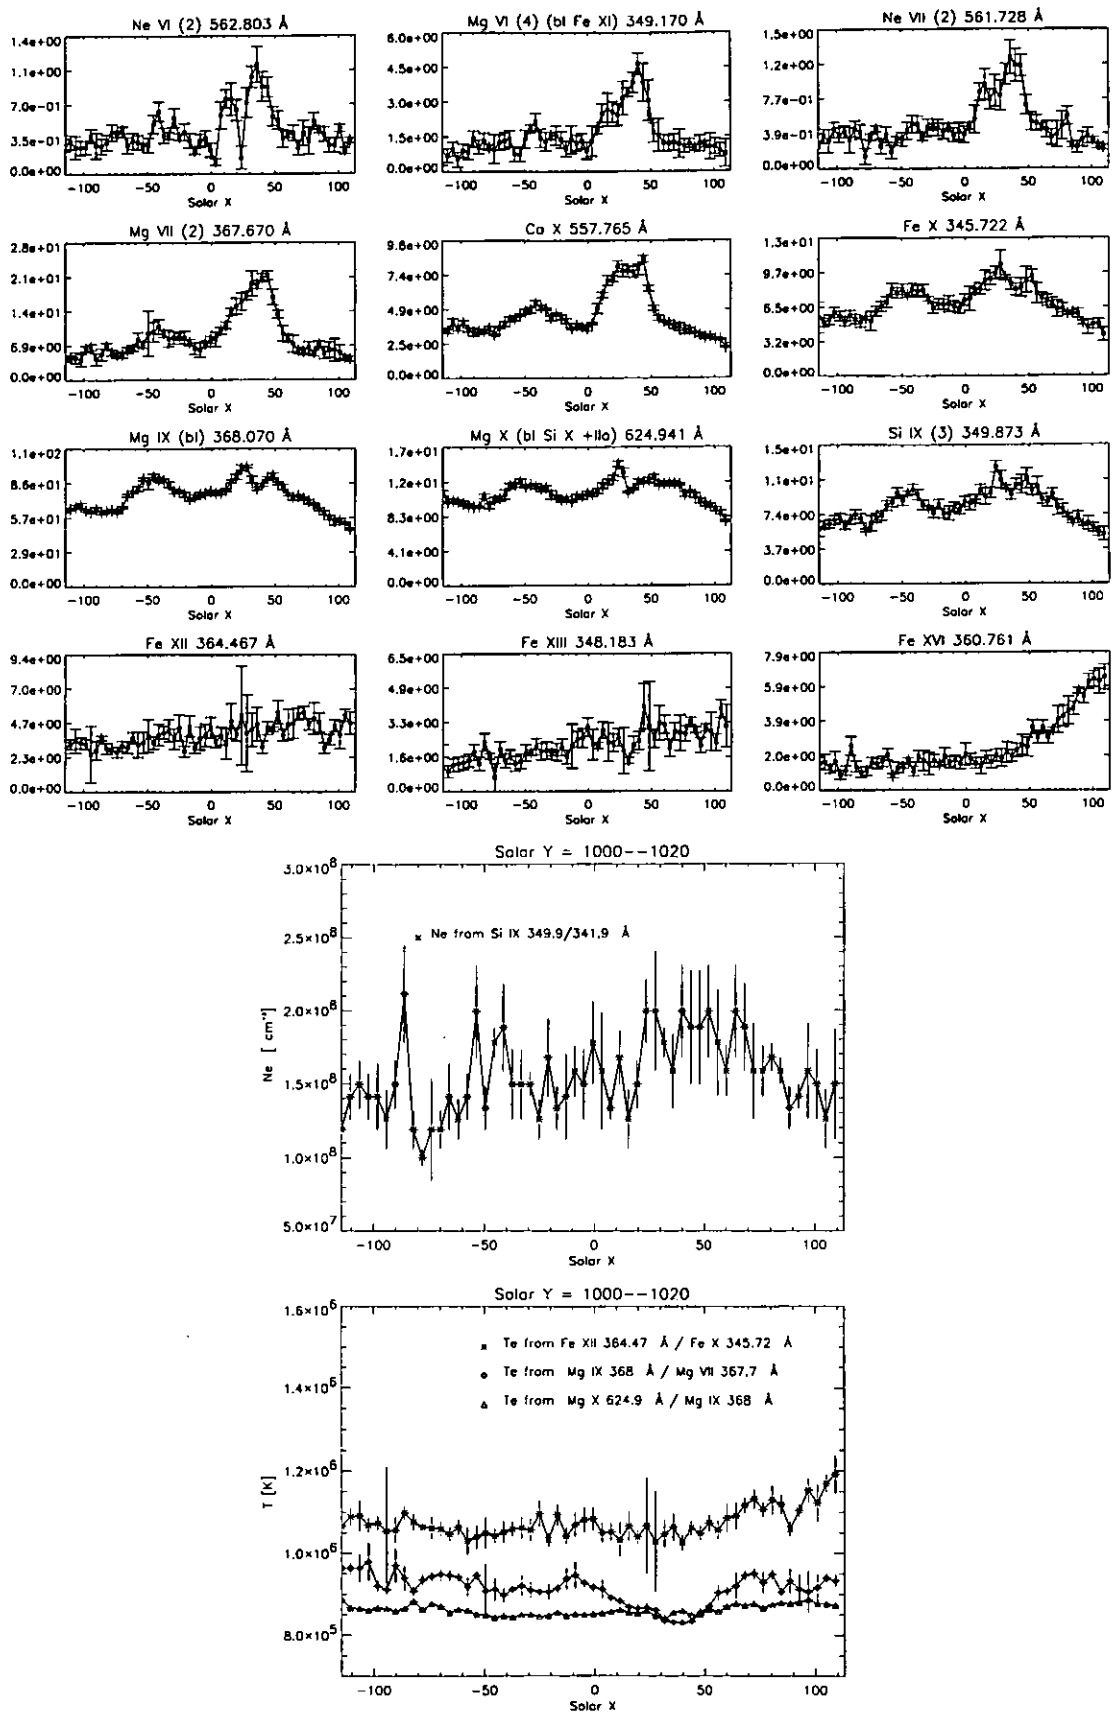 Ne VI (2) 562.803 Å
1.4e+00
1.1e+00
7.0e-01
3.5e-01
0.0e+00
-100 -50 0 50 100
Solar X
Mg VI (4) (bl Fe XI) 349.170 Å
6.0e+00
4.5e+00
3.0e+00
1.5e+00
0.0e+00
-100 -50 0 50 100
Solar X
Ne VII (2) 561.728 Å
1.5e+00
1.2e+00
7.7e-01
3.9e-01
0.0e+00
-100 -50 0 50 100
Solar X
Mg VII (2) 367.670 Å
2.8e+01
2.1e+01
1.4e+01
6.9e+00
0.0e+00
-100 -50 0 50 100
Solar X
Ca X 557.765 Å
9.8e+00
7.4e+00
4.9e+00
2.5e+00
0.0e+00
-100 -50 0 50 100
Solar X
Fe X 345.722 Å
1.3e+01
9.7e+00
6.5e+00
3.2e+00
0.0e+00
-100 -50 0 50 100
Solar X
Mg IX (bl) 368.070 Å
1.1e+02
8.6e+01
5.7e+01
2.9e+01
0.0e+00
-100 -50 0 50 100
Solar X
Mg X (bl Si X +IIa) 624.941 Å
1.7e+01
1.2e+01
8.3e+00
4.1e+00
0.0e+00
-100 -50 0 50 100
Solar X
Si IX (3) 349.873 Å
1.5e+01
1.1e+01
7.4e+00
3.7e+00
0.0e+00
-100 -50 0 50 100
Solar X
Fe XII 364.467 Å
9.4e+00
7.0e+00
4.7e+00
2.3e+00
0.0e+00
-100 -50 0 50 100
Solar X
Fe XIII 348.183 Å
6.5e+00
4.9e+00
3.3e+00
1.6e+00
0.0e+00
-100 -50 0 50 100
Solar X
Fe XVI 360.761 Å
7.9e+00
5.9e+00
3.9e+00
2.0e+00
0.0e+00
-100 -50 0 50 100
Solar X
Solar Y = 1000--1020
3.0×10⁸
2.5×10⁸
2.0×10⁸
1.5×10⁸
1.0×10⁸
5.0×10⁷
Ne [ cm⁻³]
Ne from Si IX 349.9/341.9 Å
-100 -50 0 50 100
Solar X
Solar Y = 1000--1020
1.6×10⁶
1.4×10⁶
1.2×10⁶
1.0×10⁶
8.0×10⁵
T [K]
Te from Fe XII 364.47 Å / Fe X 345.72 Å
Te from Mg IX 368 Å / Mg VII 367.7 Å
Te from Mg X 624.9 Å / Mg IX 368 Å
-100 -50 0 50 100
Solar X